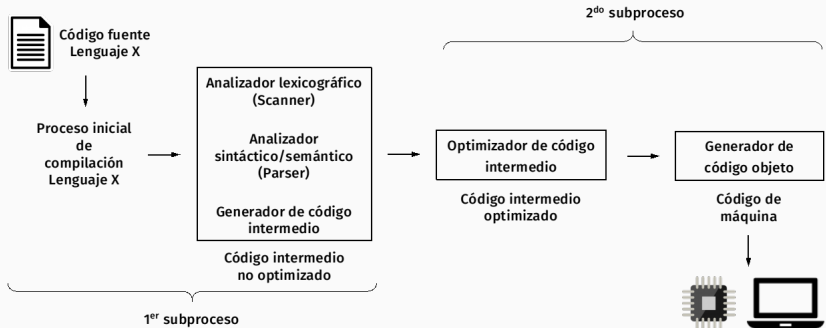 2do subproceso
Código fuente
Lenguaje X
Proceso inicial
de
compilación
Lenguaje X
Analizador lexicográfico
(Scanner)
Analizador
sintáctico/semántico
(Parser)
Generador de código
intermedio
Código intermedio
no optimizado
1er subproceso
Optimizador de código
intermedio
Código intermedio
optimizado
Generador de
código objeto
Código de
máquina